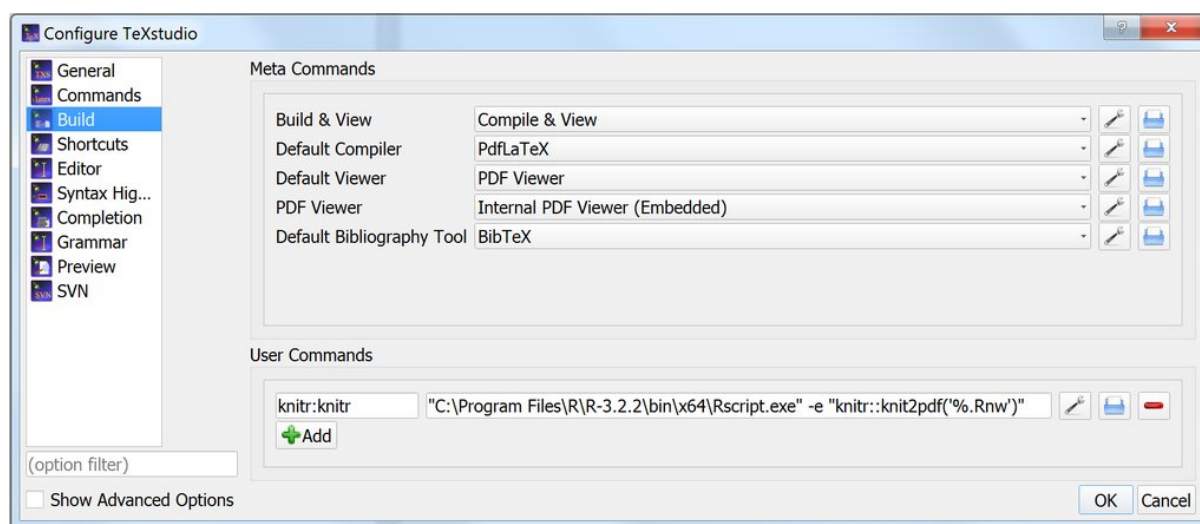 Configure TeXstudio
General
Commands
Build
Shortcuts
Editor
Syntax Hig...
Completion
Grammar
Preview
SVN
(option filter)
Show Advanced Options
Meta Commands
Build & View Compile & View
Default Compiler PdfLaTeX
Default Viewer PDF Viewer
PDF Viewer Internal PDF Viewer (Embedded)
Default Bibliography Tool BibTeX
User Commands
knitr:knitr "C:\Program Files\R\R-3.2.2\bin\x64\Rscript.exe" -e "knitr::knit2pdf('%.Rnw')"
Add
OK Cancel